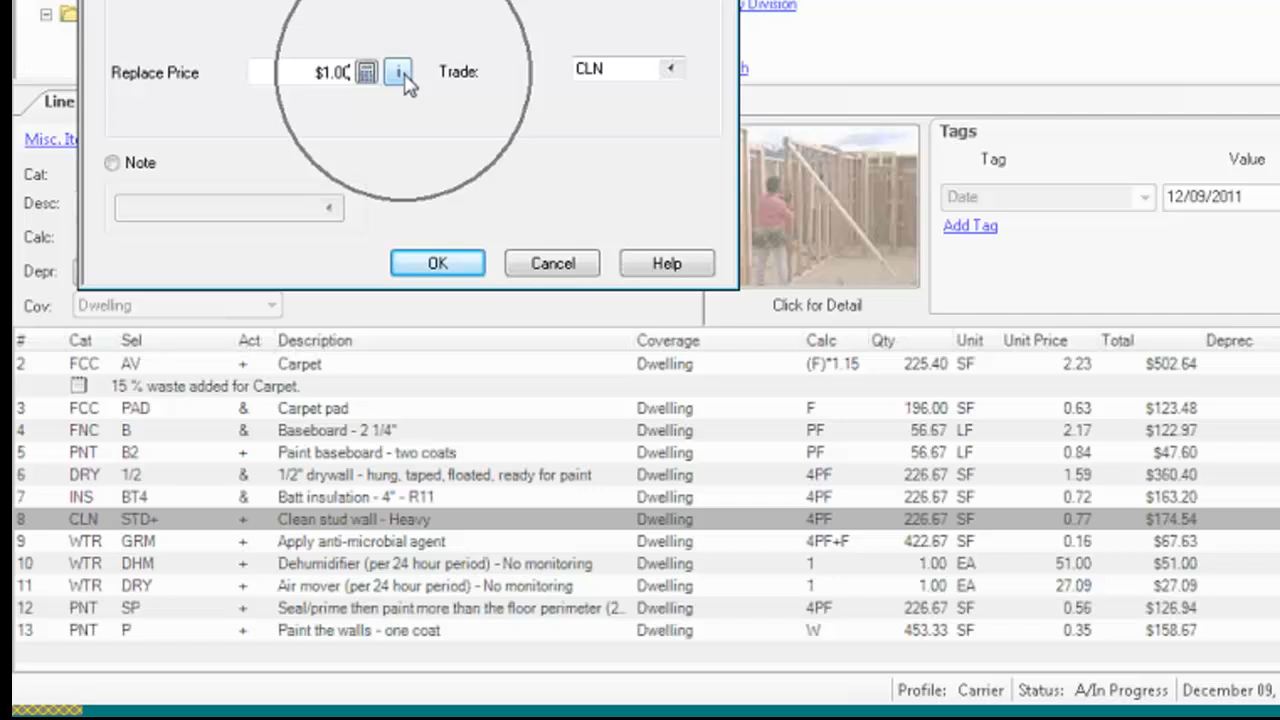 y Division
Replace Price $1.00 i Trade: CLN
h
Line
Misc. Ite
Note
Cat:
Desc:
Calc:
Depr:
Cov: Dwelling
OK Cancel Help
Click for Detail
Tags
Tag Value
Date 12/09/2011
Add Tag
# Cat Sel Act Description Coverage Calc Qty Unit Unit Price Total Deprec
2 FCC AV + Carpet Dwelling (F)*1.15 225.40 SF 2.23 $502.64
15 % waste added for Carpet.
3 FCC PAD & Carpet pad Dwelling F 196.00 SF 0.63 $123.48
4 FNC B & Baseboard - 2 1/4" Dwelling PF 56.67 LF 2.17 $122.97
5 PNT B2 + Paint baseboard - two coats Dwelling PF 56.67 LF 0.84 $47.60
6 DRY 1/2 & 1/2" drywall - hung, taped, floated, ready for paint Dwelling 4PF 226.67 SF 1.59 $360.40
7 INS BT4 & Batt insulation - 4" - R11 Dwelling 4PF 226.67 SF 0.72 $163.20
8 CLN STD+ + Clean stud wall - Heavy Dwelling 4PF 226.67 SF 0.77 $174.54
9 WTR GRM + Apply anti-microbial agent Dwelling 4PF+F 422.67 SF 0.16 $67.63
10 WTR DHM + Dehumidifier (per 24 hour period) - No monitoring Dwelling 1 1.00 EA 51.00 $51.00
11 WTR DRY + Air mover (per 24 hour period) - No monitoring Dwelling 1 1.00 EA 27.09 $27.09
12 PNT SP + Seal/prime then paint more than the floor perimeter (2... Dwelling 4PF 226.67 SF 0.56 $126.94
13 PNT P + Paint the walls - one coat Dwelling W 453.33 SF 0.35 $158.67
Profile: Carrier Status: A/In Progress December 09,